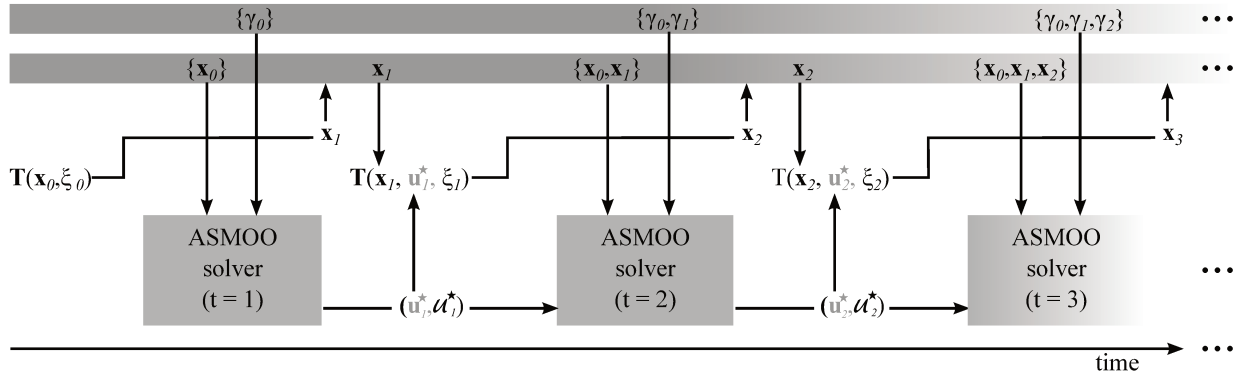 {γ₀} {γ₀,γ₁} {γ₀,γ₁,γ₂} •••
{x₀} x₁ {x₀,x₁} x₂ {x₀,x₁,x₂} •••
x₁ x₂ x₃
T(x₀,ξ₀) T(x₁, u₁★, ξ₁) T(x₂, u₂★, ξ₂)
ASMOO
solver
(t = 1)
ASMOO
solver
(t = 2)
ASMOO
solver
(t = 3)
•••
(u₁★,𝒰₁★) (u₂★,𝒰₂★)
•••
time